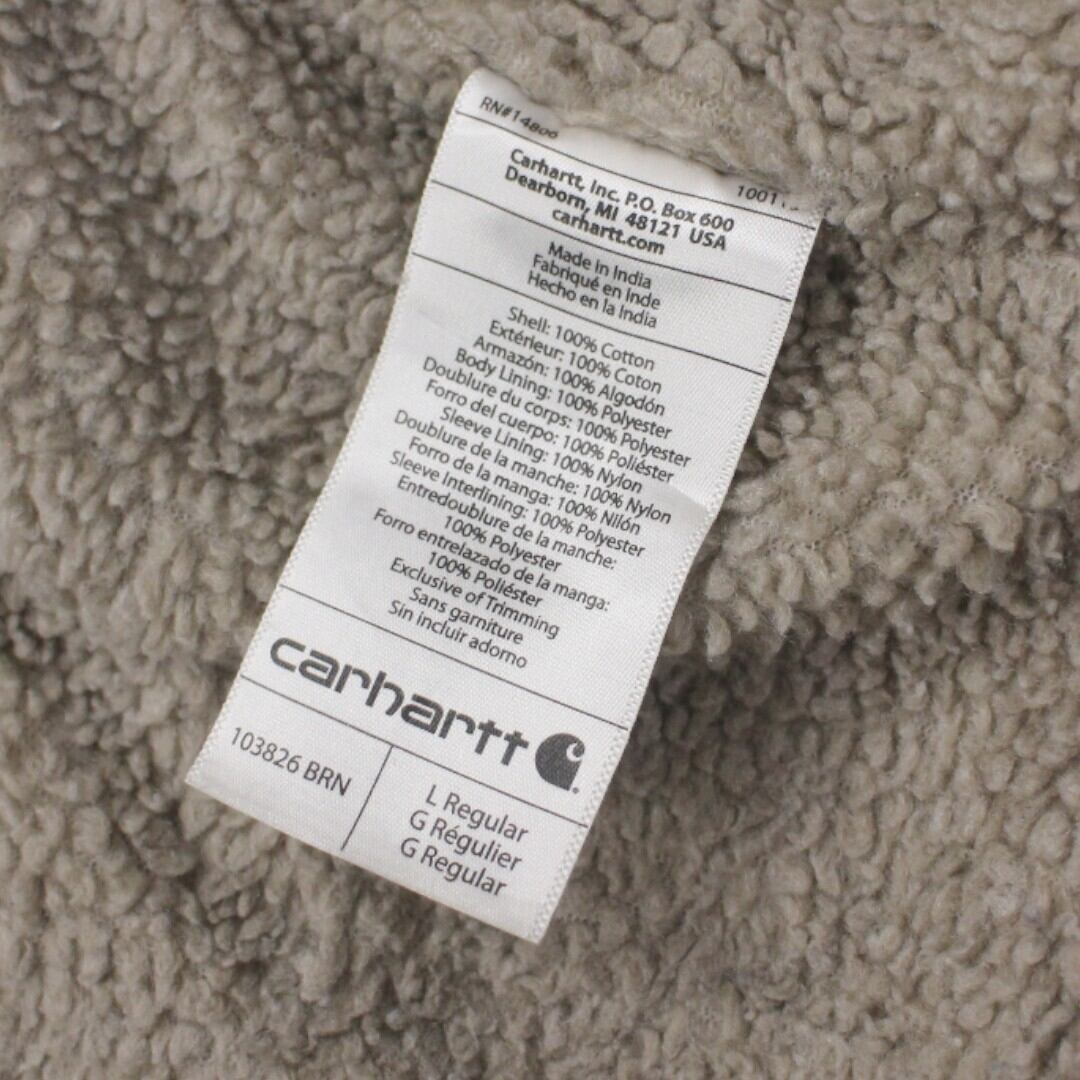 RN#14806
Carhartt, Inc. P.O. Box 600
Dearborn, MI 48121 USA
carhartt.com
Made in India
Fabriqué en Inde
Hecho en la India
Shell: 100% Cotton
Extérieur: 100% Coton
Armazón: 100% Algodón
Body Lining: 100% Polyester
Doublure du corps: 100% Polyester
Forro del cuerpo: 100% Poliéster
Sleeve Lining: 100% Nylon
Doublure de la manche: 100% Nylon
Forro de la manga: 100% Nilón
Sleeve Interlining: 100% Polyester
Entredoublure de la manche:
100% Polyester
Forro entrelazado de la manga:
100% Poliéster
Exclusive of Trimming
Sans garniture
Sin incluir adorno
carhartt
103826 BRN
L Regular
G Régulier
G Regular